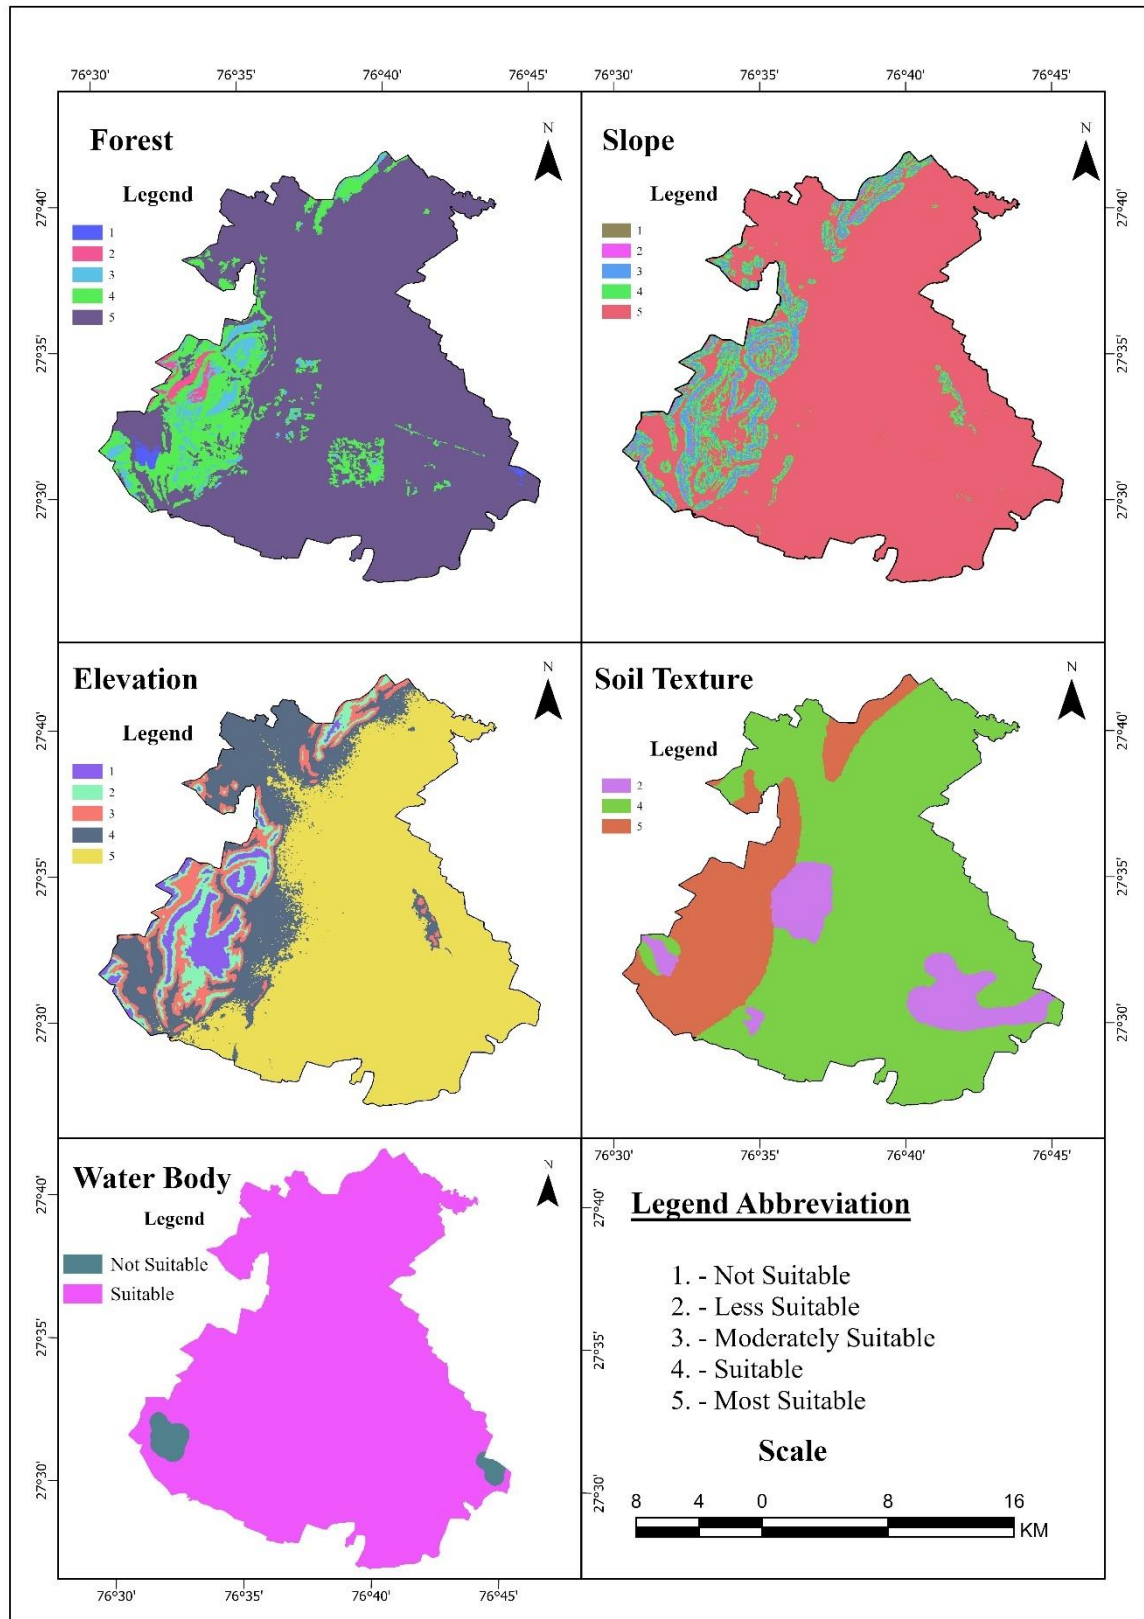 76°30' 76°35' 76°40' 76°45' 76°30' 76°35' 76°40' 76°45'
Forest
N
Legend
1
2
3
4
5
27°40'
27°35'
27°30'
Slope
N
Legend
1
2
3
4
5
27°40'
27°35'
27°30'
Elevation
N
Legend
1
2
3
4
5
27°40'
27°35'
27°30'
Soil Texture
N
Legend
2
4
5
27°40'
27°35'
27°30'
76°30' 76°35' 76°40' 76°45'
Water Body
N
Legend
Not Suitable
Suitable
27°40'
27°35'
27°30'
76°30' 76°35' 76°40' 76°45'
27°40'
27°35'
27°30'
Legend Abbreviation
1. - Not Suitable
2. - Less Suitable
3. - Moderately Suitable
4. - Suitable
5. - Most Suitable
Scale
8 4 0 8 16
KM